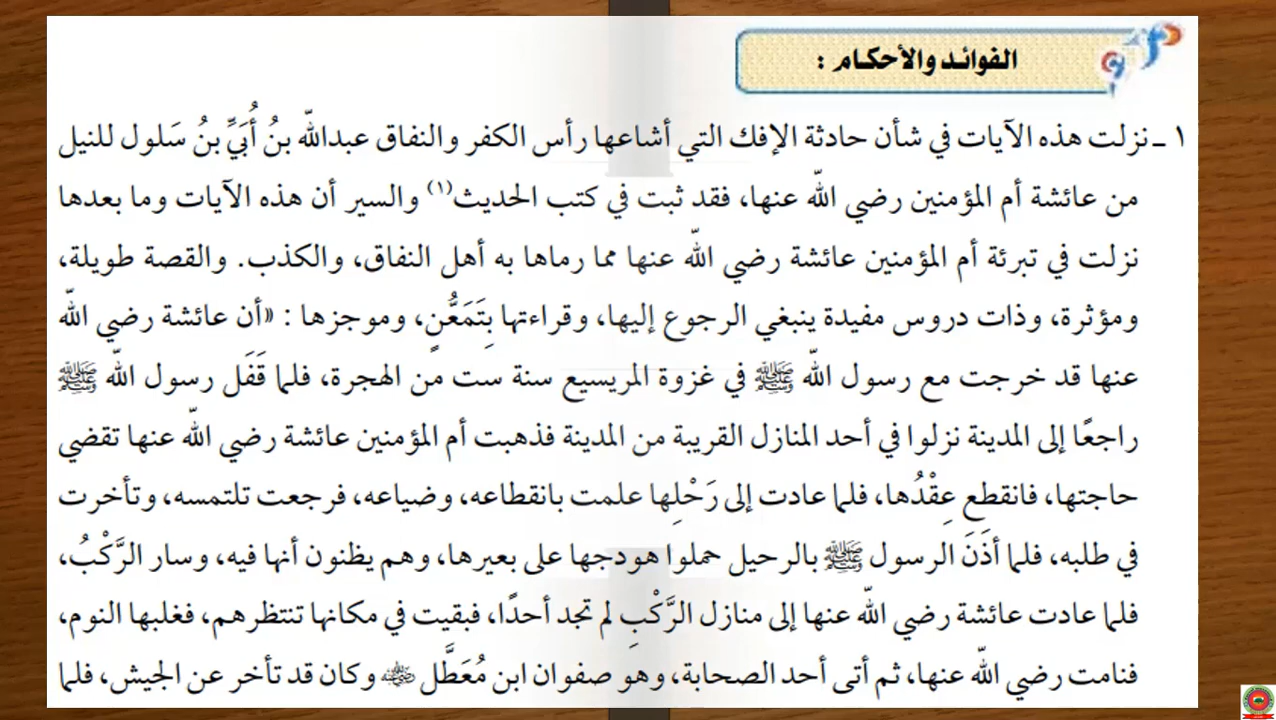 الفوائد والأحكام :
١ ـ نزلت هذه الآيات في شأن حادثة الإفك التي أشاعها رأس الكفر والنفاق عبدالله بنُ أُبَيِّ بنُ سَلول للنيل
من عائشة أم المؤمنين رضي الله عنها، فقد ثبت في كتب الحديث(١) والسير أن هذه الآيات وما بعدها
نزلت في تبرئة أم المؤمنين عائشة رضي الله عنها مما رماها به أهل النفاق، والكذب. والقصة طويلة،
ومؤثرة، وذات دروس مفيدة ينبغي الرجوع إليها، وقراءتها بِتَمَعُّنٍ، وموجزها : «أن عائشة رضي الله
عنها قد خرجت مع رسول الله ﷺ في غزوة المريسيع سنة ست من الهجرة، فلما قَفَل رسول الله ﷺ
راجعًا إلى المدينة نزلوا في أحد المنازل القريبة من المدينة فذهبت أم المؤمنين عائشة رضي الله عنها تقضي
حاجتها، فانقطع عِقْدُها، فلما عادت إلى رَحْلِها علمت بانقطاعه، وضياعه، فرجعت تلتمسه، وتأخرت
في طلبه، فلما أذَنَ الرسول ﷺ بالرحيل حملوا هودجها على بعيرها، وهم يظنون أنها فيه، وسار الرَّكْبُ،
فلما عادت عائشة رضي الله عنها إلى منازل الرَّكْبِ لم تجد أحدًا، فبقيت في مكانها تنتظرهم، فغلبها النوم،
فنامت رضي الله عنها، ثم أتى أحد الصحابة، وهو صفوان ابن مُعَطَّل رضي الله عنه وكان قد تأخر عن الجيش، فلما